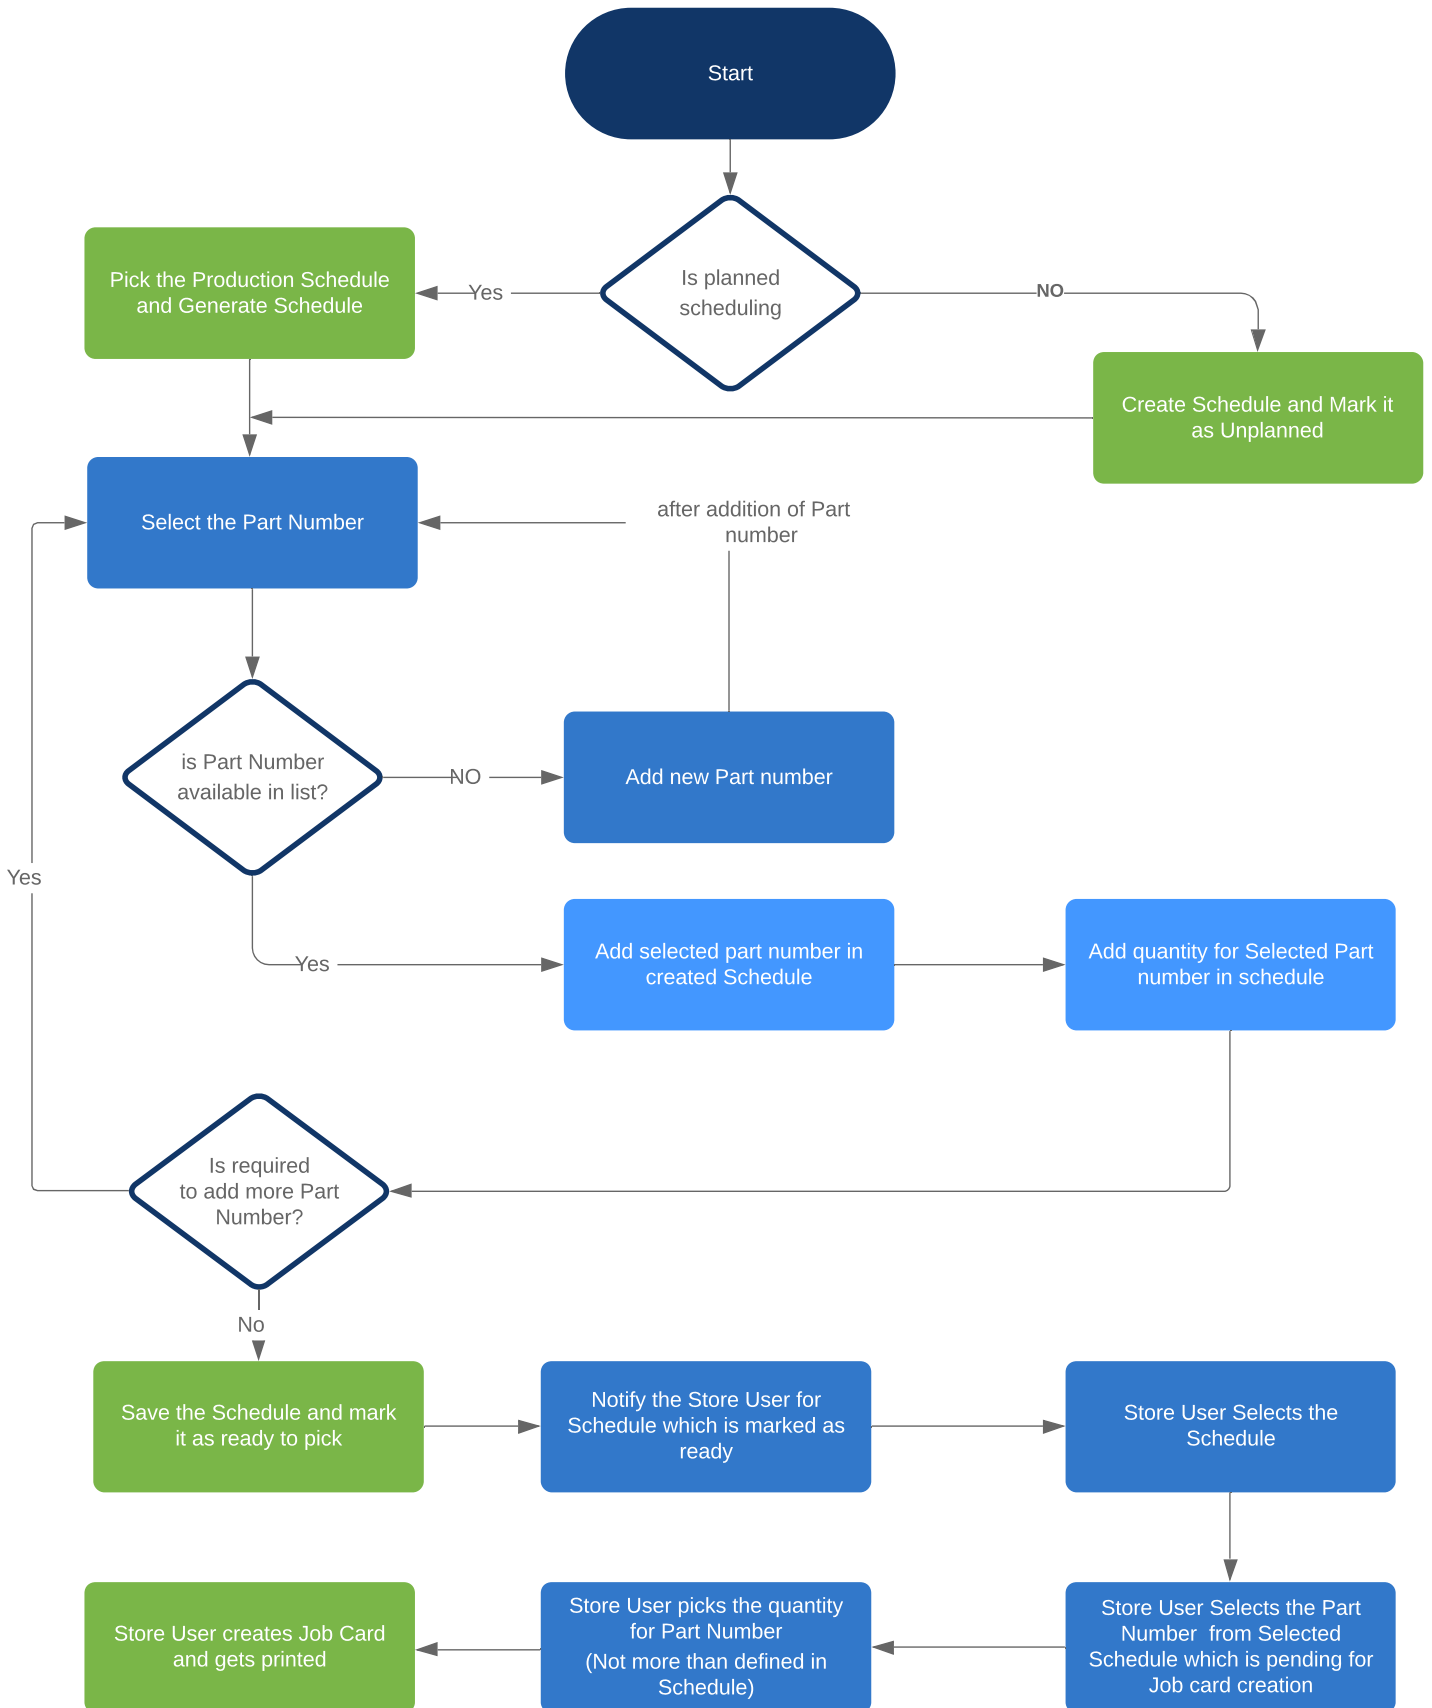 Start
Is planned
scheduling
Yes
NO
Pick the Production Schedule
and Generate Schedule
Create Schedule and Mark it
as Unplanned
Select the Part Number
after addition of Part
number
is Part Number
available in list?
NO
Add new Part number
Yes
Yes
Add selected part number in
created Schedule
Add quantity for Selected Part
number in schedule
Is required
to add more Part
Number?
No
Save the Schedule and mark
it as ready to pick
Notify the Store User for
Schedule which is marked as
ready
Store User Selects the
Schedule
Store User Selects the Part
Number  from Selected
Schedule which is pending for
Job card creation
Store User picks the quantity
for Part Number
(Not more than defined in
Schedule)
Store User creates Job Card
and gets printed